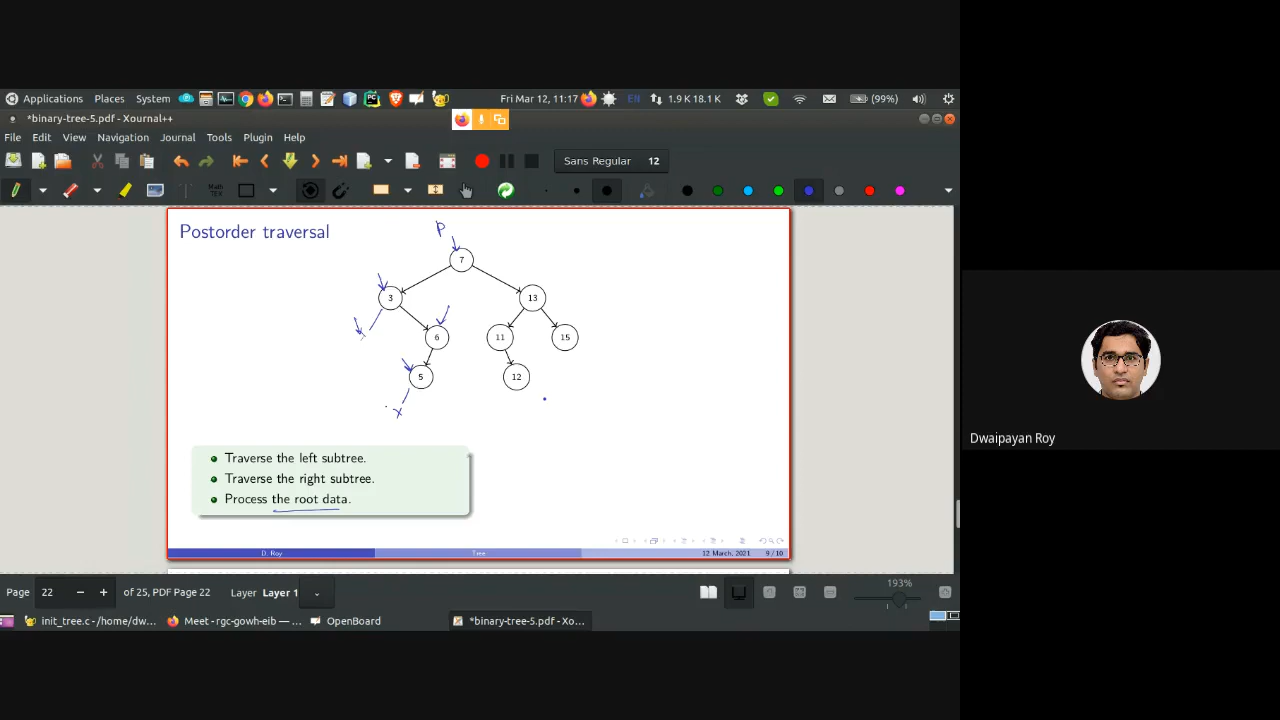 Applications Places System Fri Mar 12, 11:17 EN 1.9 K 18.1 K (99%)
*binary-tree-5.pdf - Xournal++
File Edit View Navigation Journal Tools Plugin Help
Sans Regular 12
Math
TEX
Postorder traversal
P
7
3
13
6
11
15
5
12
x
Traverse the left subtree.
Traverse the right subtree.
Process the root data.
D. Roy Tree 12 March, 2021 9 / 10
Dwaipayan Roy
193%
Page 22 of 25, PDF Page 22 Layer Layer 1
init_tree.c - /home/dw... Meet - rgc-gowh-eib — ... OpenBoard *binary-tree-5.pdf - Xo...